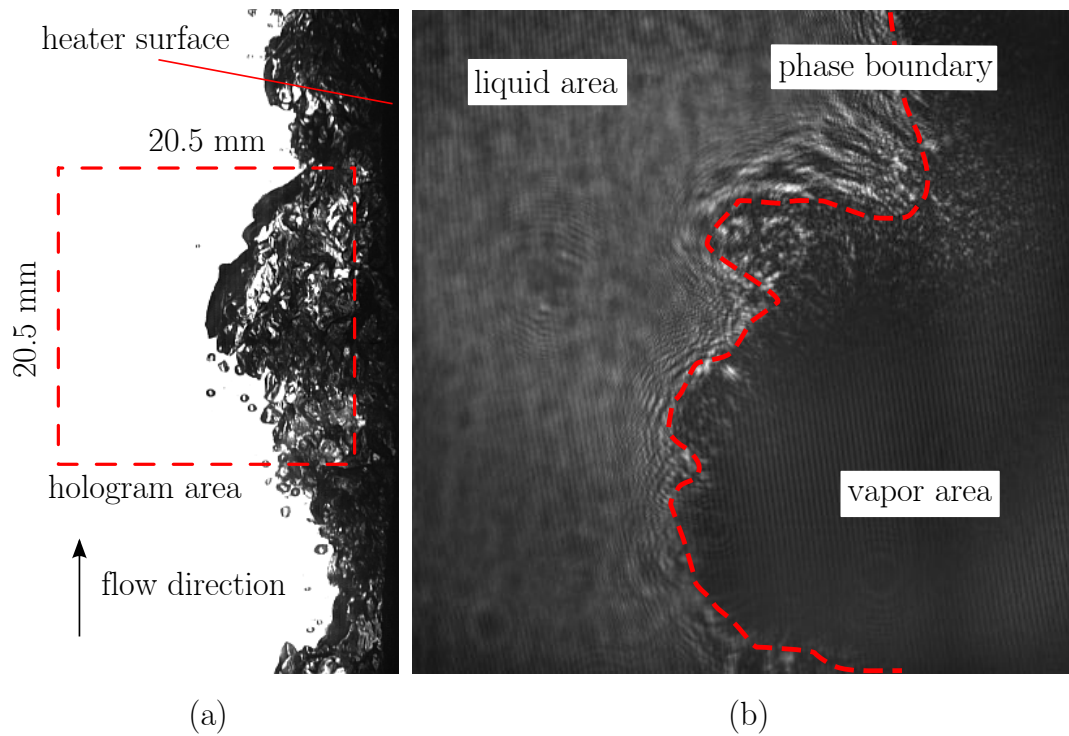 heater surface
20.5 mm
20.5 mm
hologram area
flow direction
(a)
liquid area
phase boundary
vapor area
(b)